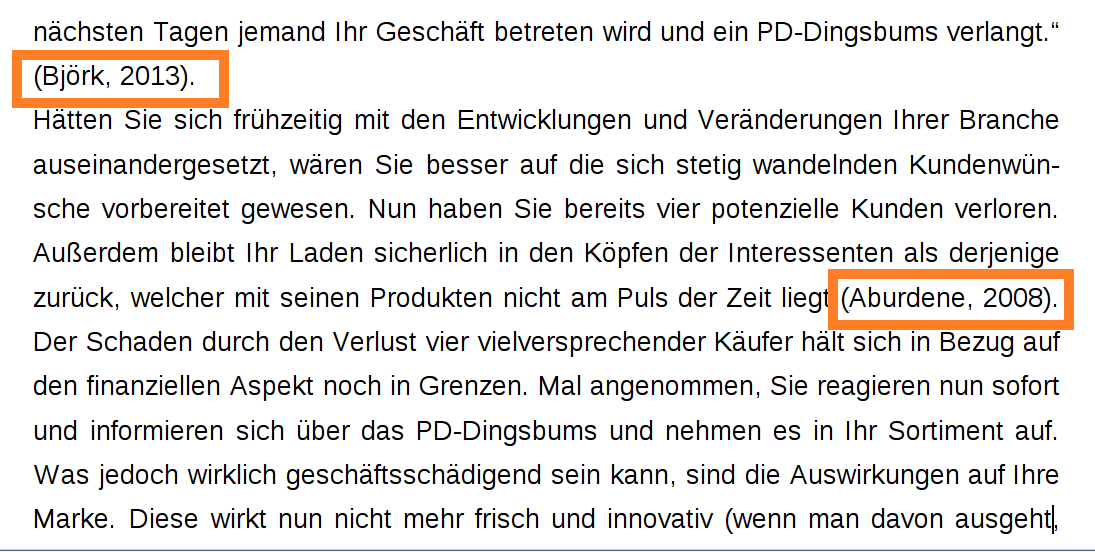 nächsten Tagen jemand Ihr Geschäft betreten wird und ein PD-Dingsbums verlangt.“
(Björk, 2013).
Hätten Sie sich frühzeitig mit den Entwicklungen und Veränderungen Ihrer Branche
auseinandergesetzt, wären Sie besser auf die sich stetig wandelnden Kundenwün-
sche vorbereitet gewesen. Nun haben Sie bereits vier potenzielle Kunden verloren.
Außerdem bleibt Ihr Laden sicherlich in den Köpfen der Interessenten als derjenige
zurück, welcher mit seinen Produkten nicht am Puls der Zeit liegt (Aburdene, 2008).
Der Schaden durch den Verlust vier vielversprechender Käufer hält sich in Bezug auf
den finanziellen Aspekt noch in Grenzen. Mal angenommen, Sie reagieren nun sofort
und informieren sich über das PD-Dingsbums und nehmen es in Ihr Sortiment auf.
Was jedoch wirklich geschäftsschädigend sein kann, sind die Auswirkungen auf Ihre
Marke. Diese wirkt nun nicht mehr frisch und innovativ (wenn man davon ausgeht,